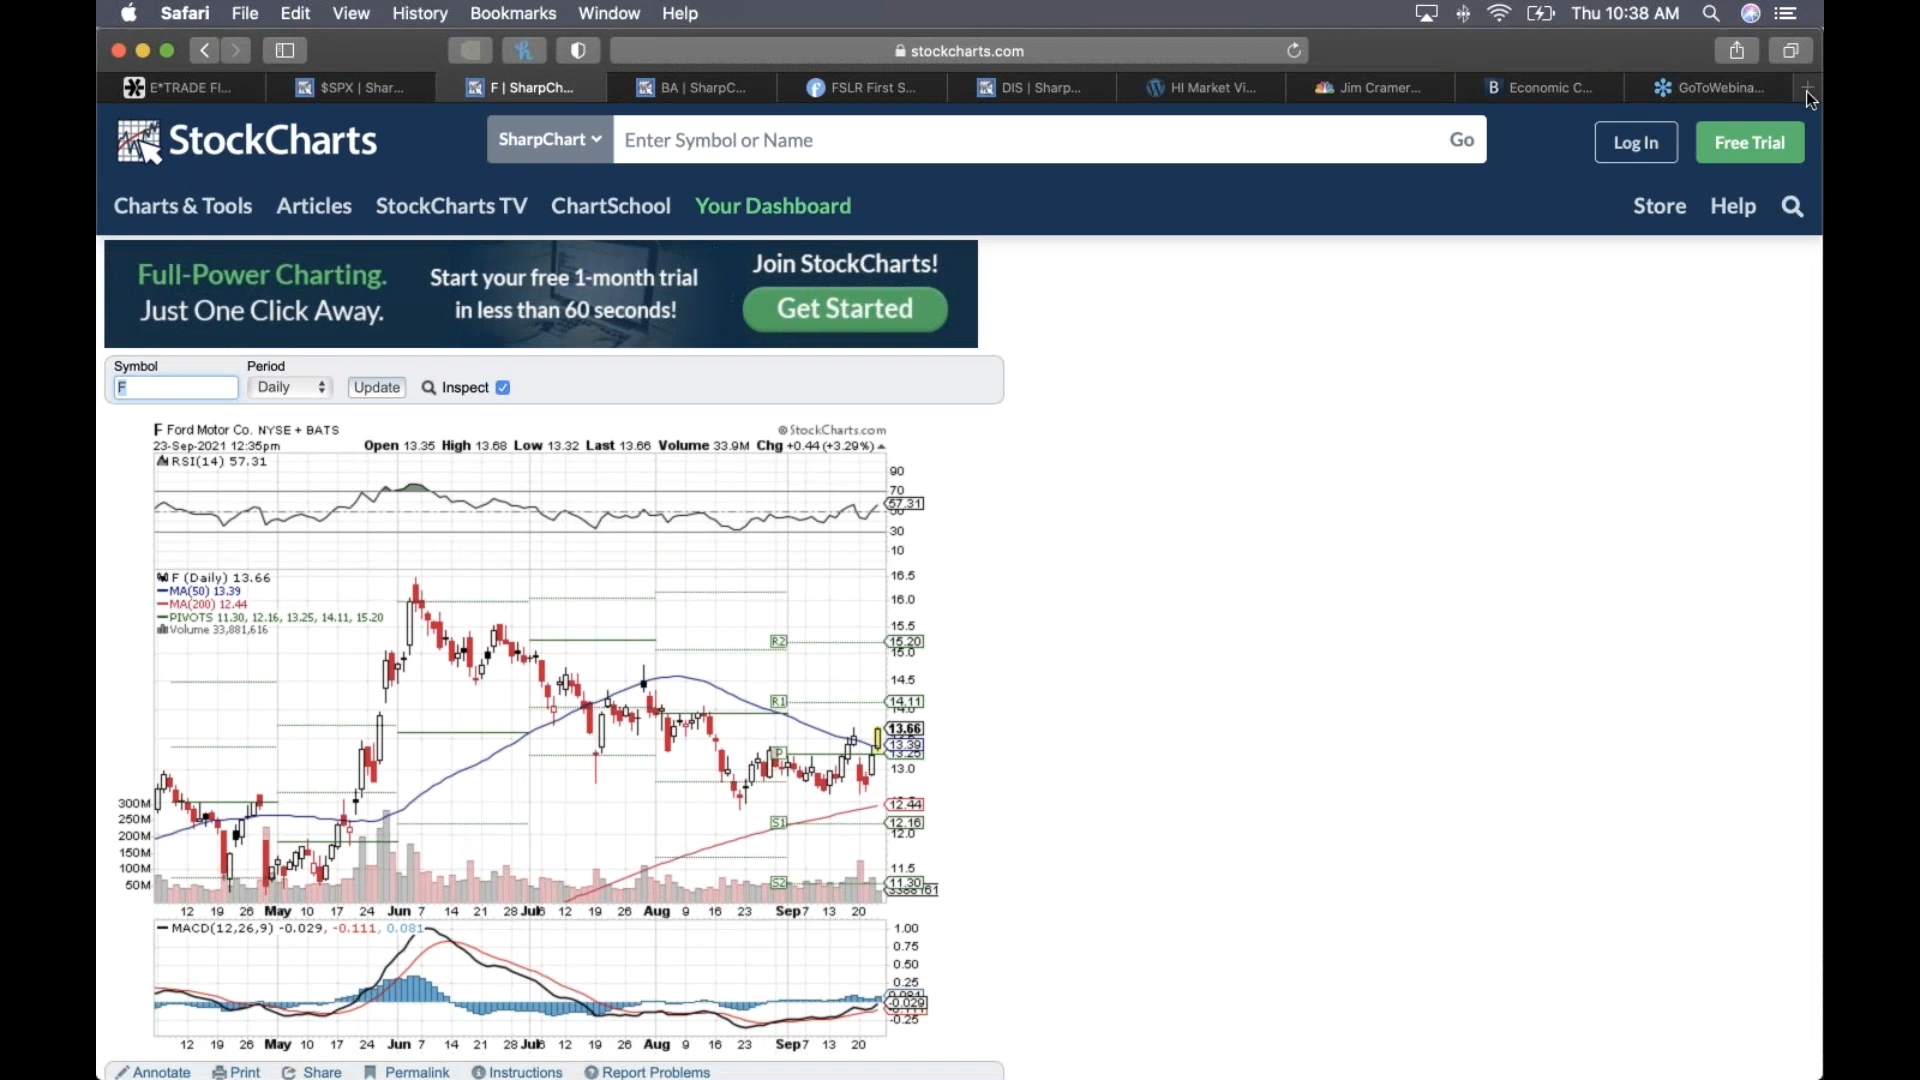 Safari File Edit View History Bookmarks Window Help Thu 10:38 AM
stockcharts.com
E*TRADE Fi... $SPX | Shar... F | SharpCh... BA | SharpC... FSLR First S... DIS | Sharp... HI Market Vi... Jim Cramer... Economic C... GoToWebina...
StockCharts SharpChart Enter Symbol or Name Go Log In Free Trial
Charts & Tools Articles StockCharts TV ChartSchool Your Dashboard Store Help
Full-Power Charting. Start your free 1-month trial Join StockCharts!
Just One Click Away. in less than 60 seconds! Get Started
Symbol Period
F Daily Update Inspect
F Ford Motor Co. NYSE + BATS © StockCharts.com
23-Sep-2021 12:35pm Open 13.35 High 13.68 Low 13.32 Last 13.66 Volume 33.9M Chg +0.44 (+3.29%)
RSI(14) 57.31
90
70
57.31
30
10
F (Daily) 13.66 16.5
MA(50) 13.39
MA(200) 12.44 16.0
PIVOTS 11.30, 12.16, 13.25, 14.11, 15.20
Volume 33,881,616 15.5
R2 15.20
15.0
14.5
R1 14.11
14.0
13.66
13.39
P 13.25
13.0
300M 12.44
250M S1 12.16
200M 12.0
150M
100M 11.5
50M S2 11.30
12 19 26 May 10 17 24 Jun 7 14 21 28 Jul 6 12 19 26 Aug 9 16 23 Sep 7 13 20
MACD(12,26,9) -0.029, -0.111, 0.081 1.00
0.75
0.50
0.25
0.081
-0.029
-0.25
12 19 26 May 10 17 24 Jun 7 14 21 28 Jul 6 12 19 26 Aug 9 16 23 Sep 7 13 20
Annotate Print Share Permalink Instructions Report Problems